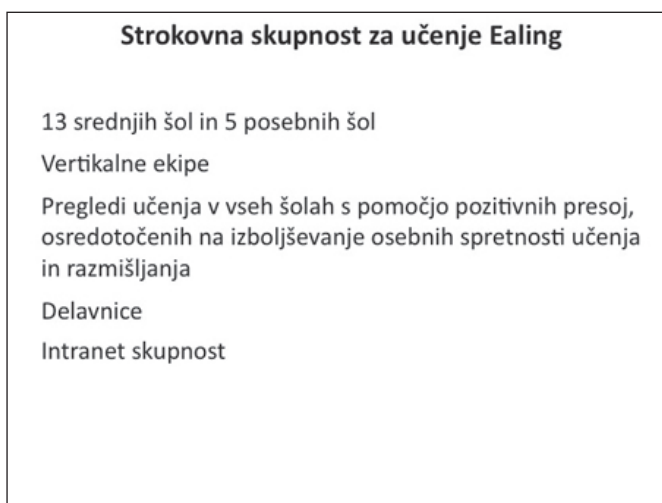 Strokovna skupnost za učenje Ealing
13 srednjih šol in 5 posebnih šol
Vertikalne ekipe
Pregledi učenja v vseh šolah s pomočjo pozitivnih presoj,
osredotočenih na izboljševanje osebnih spretnosti učenja
in razmišljanja
Delavnice
Intranet skupnost